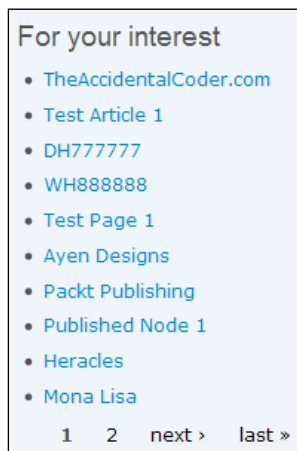 For your interest
• TheAccidentalCoder.com
• Test Article 1
• DH777777
• WH888888
• Test Page 1
• Ayen Designs
• Packt Publishing
• Published Node 1
• Heracles
• Mona Lisa
1 2 next › last »